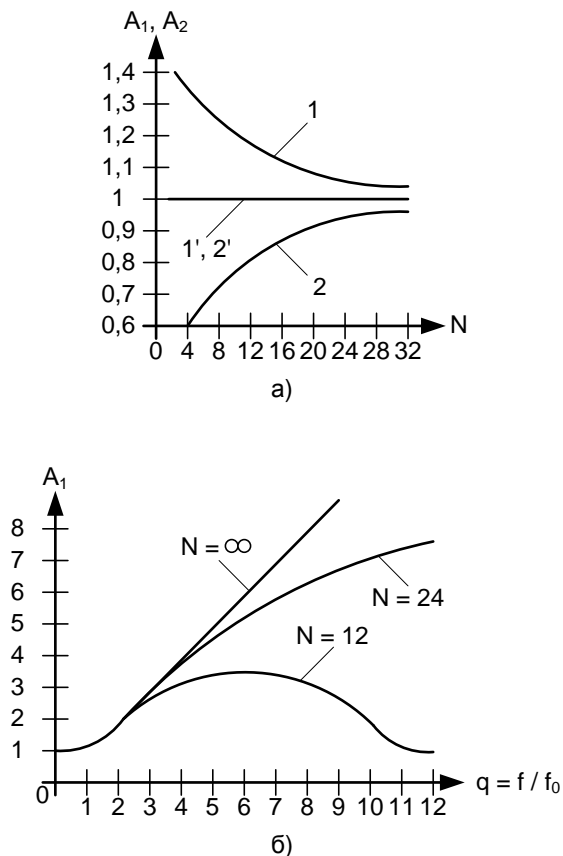 A₁, A₂
1,4
1,3
1,2
1,1
1
0,9
0,8
0,7
0,6
1
1', 2'
2
N
0 4 8 12 16 20 24 28 32
а)
A₁
8
7
6
5
4
3
2
1
0
N = ∞
N = 24
N = 12
1 2 3 4 5 6 7 8 9 10 11 12
q = f / f₀
б)